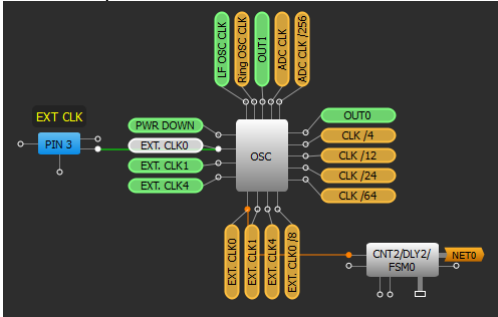 LF OSC CLK
Ring OSC CLK
OUT1
ADC CLK
ADC CLK /256
EXT CLK
PIN 3
PWR DOWN
EXT. CLK0
EXT. CLK1
EXT. CLK4
OSC
OUT0
CLK /4
CLK /12
CLK /24
CLK /64
EXT. CLK0
EXT. CLK1
EXT. CLK4
EXT. CLK0 /8
CNT2/DLY2/
FSM0
NET0